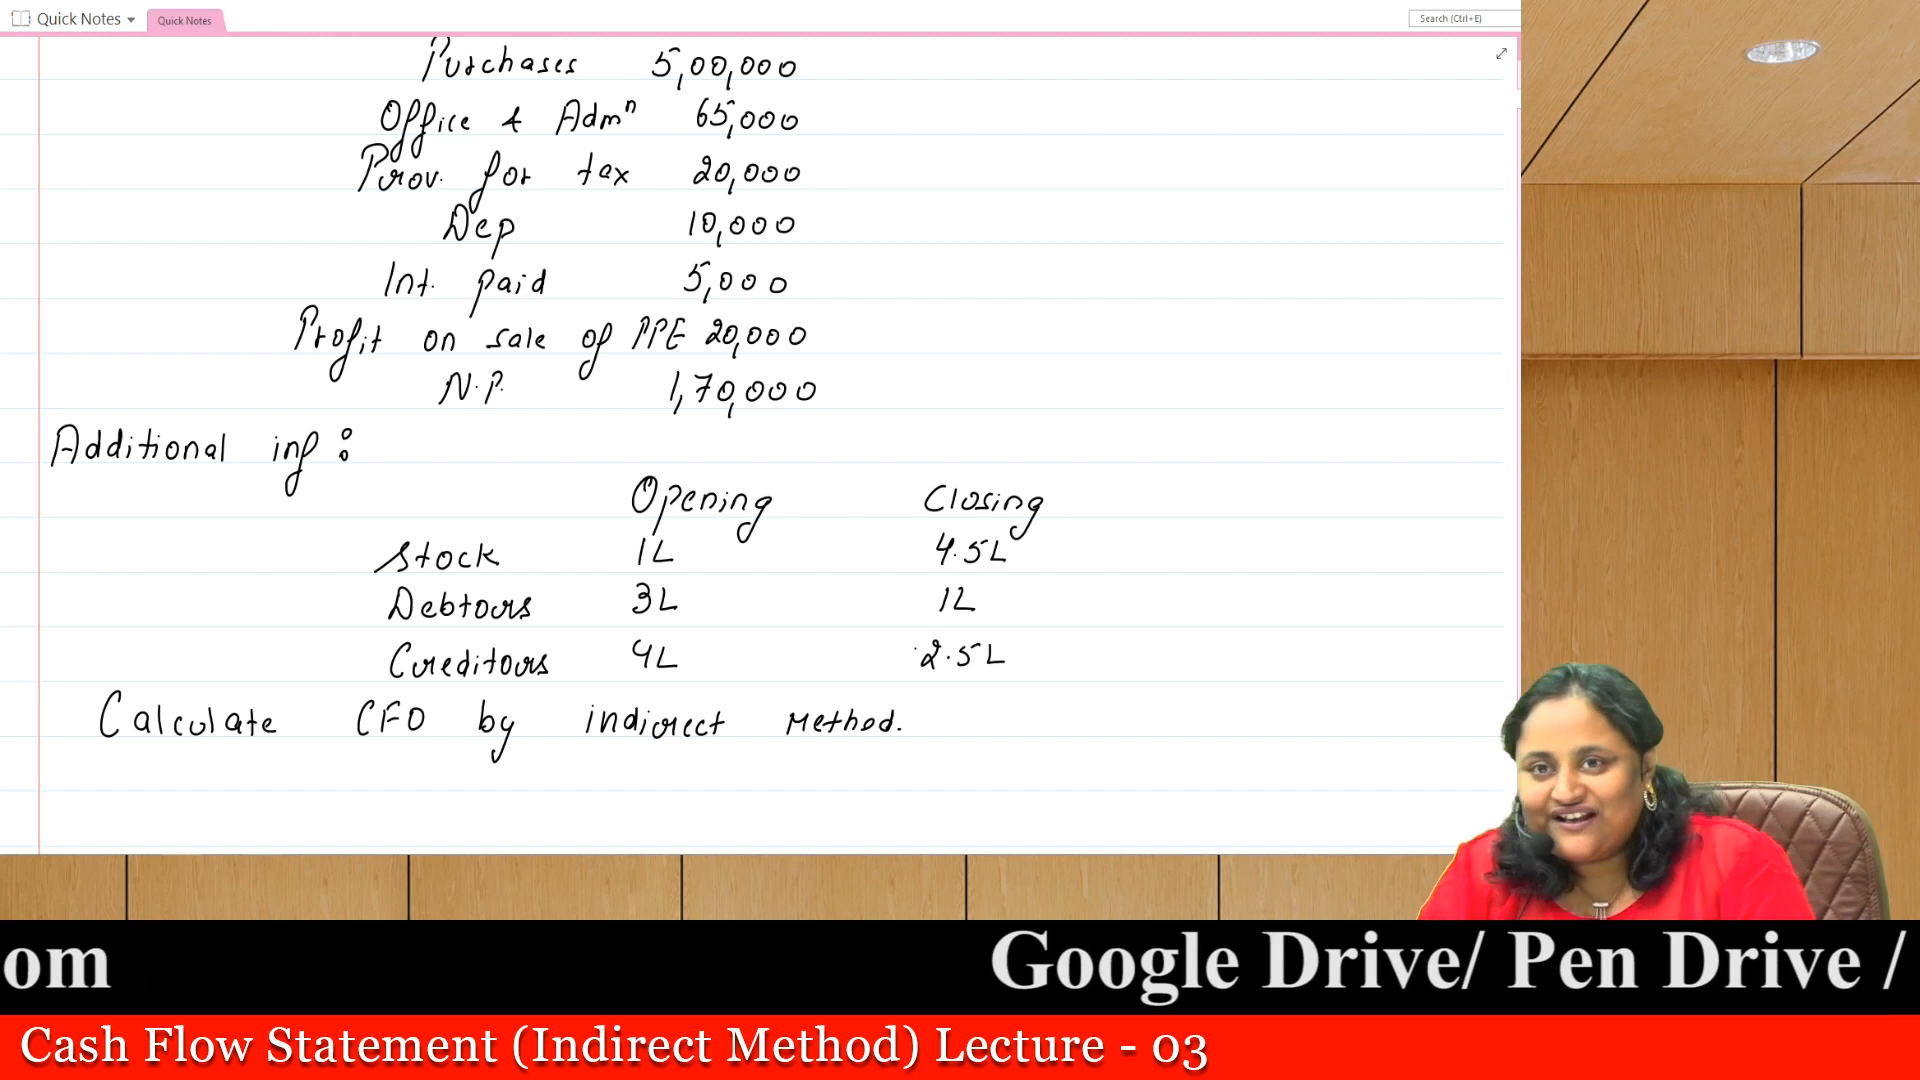 Quick Notes
Quick Notes
Search (Ctrl+E)
Purchases 5,00,000
Office & Admⁿ 65,000
Prov. for tax 20,000
Dep 10,000
Int. paid 5,000
Profit on sale of PPE 20,000
N.P. 1,70,000
Additional inf :
Opening Closing
Stock 1L 4.5L
Debtors 3L 1L
Creditors 4L 2.5L
Calculate CFO by indirect method.
om Google Drive/ Pen Drive /
Cash Flow Statement (Indirect Method) Lecture - 03